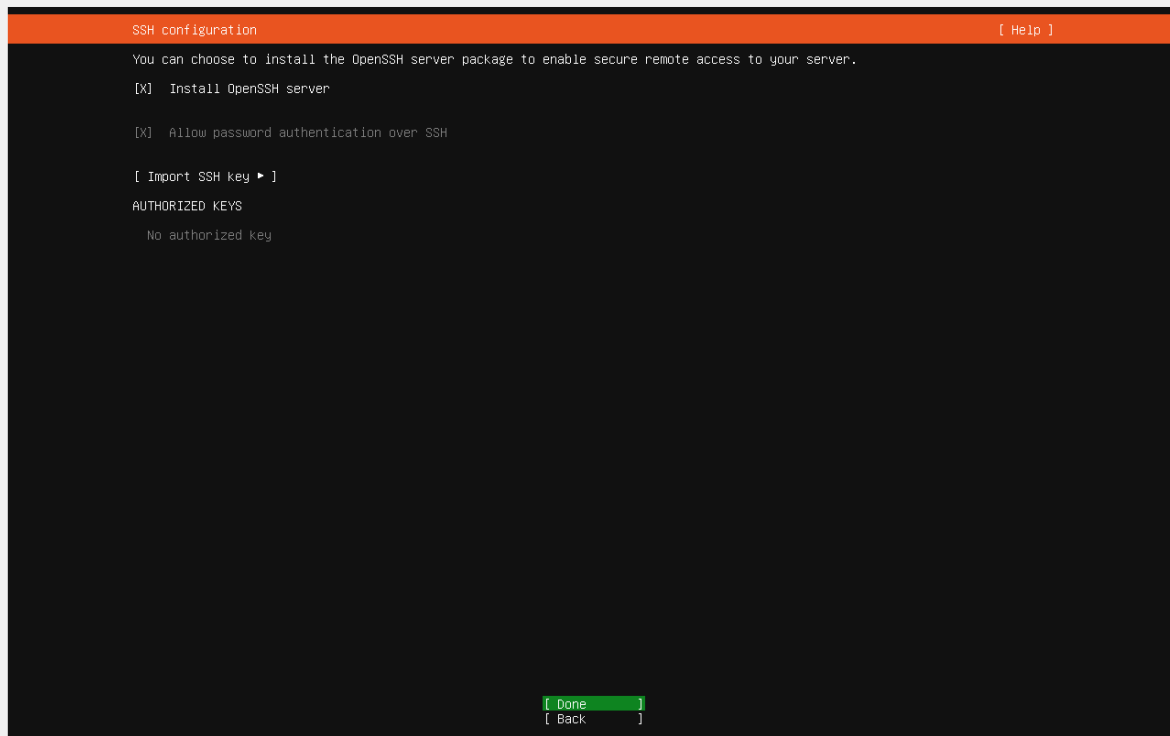 SSH configuration [ Help ]
You can choose to install the OpenSSH server package to enable secure remote access to your server.
[X] Install OpenSSH server
[X] Allow password authentication over SSH
[ Import SSH key ▸ ]
AUTHORIZED KEYS
No authorized key
[ Done ]
[ Back ]